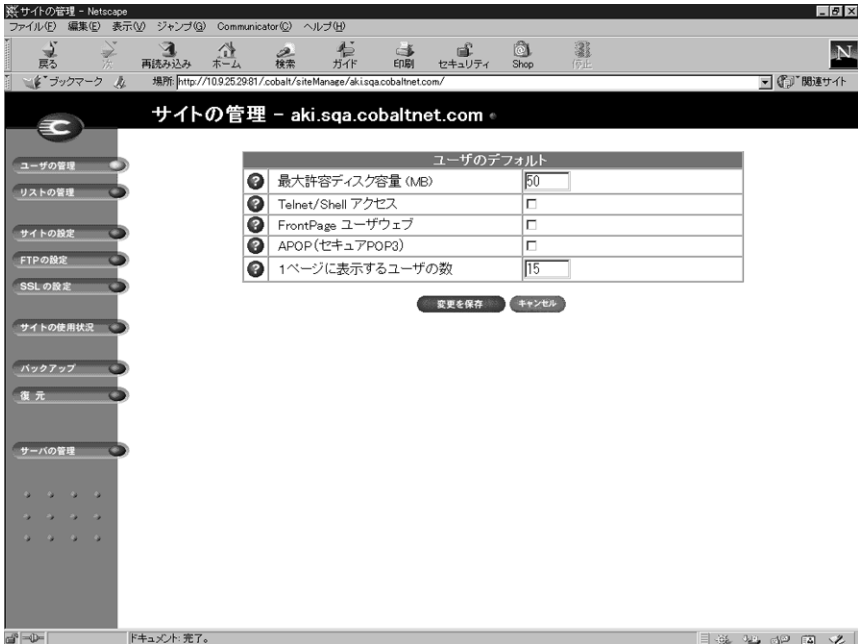 サイトの管理 - Netscape
ファイル(F) 編集(E) 表示(V) ジャンプ(G) Communicator(C) ヘルプ(H)
戻る 次 再読み込み ホーム 検索 ガイド 印刷 セキュリティ Shop 停止
N
ブックマーク 場所: http://10.9.25.29:81/.cobalt/siteManage/aki.sqa.cobaltnet.com/ 関連サイト
サイトの管理 - aki.sqa.cobaltnet.com
ユーザの管理
リストの管理
サイトの設定
FTPの設定
SSL の設定
サイトの使用状況
バックアップ
復元
サーバの管理
ユーザのデフォルト
? 最大許容ディスク容量 (MB) 50
? Telnet/Shell アクセス
? FrontPage ユーザウェブ
? APOP(セキュアPOP3)
? 1ページに表示するユーザの数 15
変更を保存 キャンセル
ドキュメント: 完了。